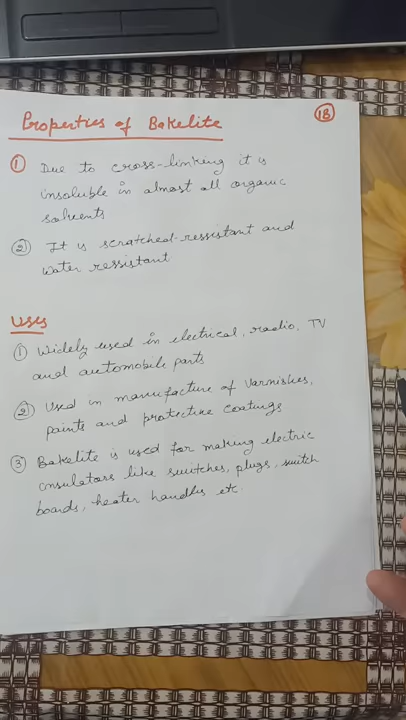 18
Properties of Bakelite
1 Due to cross-linking it is
insoluble in almost all organic
solvents
2 It is scratched-ressistant and
water ressistant
Uses
1 Widely used in electrical, radio, TV
and automobile parts
2 Used in manufacture of varnishes,
paints and protective coatings
3 Bakelite is used for making electric
insulators like switches, plugs, switch
boards, heater handles etc.